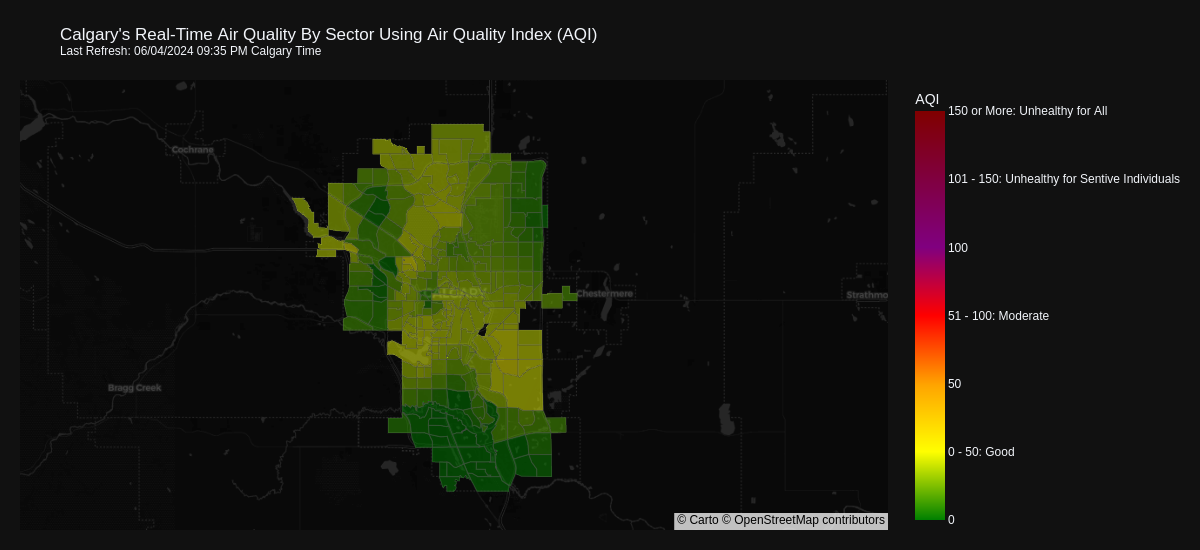 Calgary's Real-Time Air Quality By Sector Using Air Quality Index (AQI)
Last Refresh: 06/04/2024 09:35 PM Calgary Time
AQI
150 or More: Unhealthy for All
Cochrane
101 - 150: Unhealthy for Sentive Individuals
100
CALGARY
Chestermere
Strathmo
51 - 100: Moderate
Bragg Creek
50
0 - 50: Good
0
© Carto © OpenStreetMap contributors